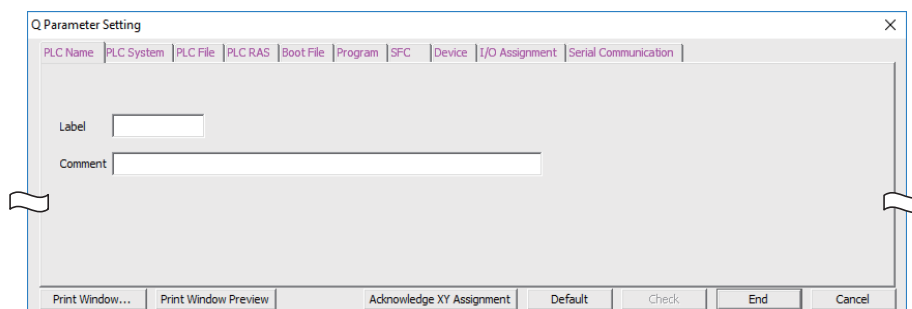 Q Parameter Setting
PLC Name PLC System PLC File PLC RAS Boot File Program SFC Device I/O Assignment Serial Communication
Label
Comment
Print Window... Print Window Preview Acknowledge XY Assignment Default Check End Cancel